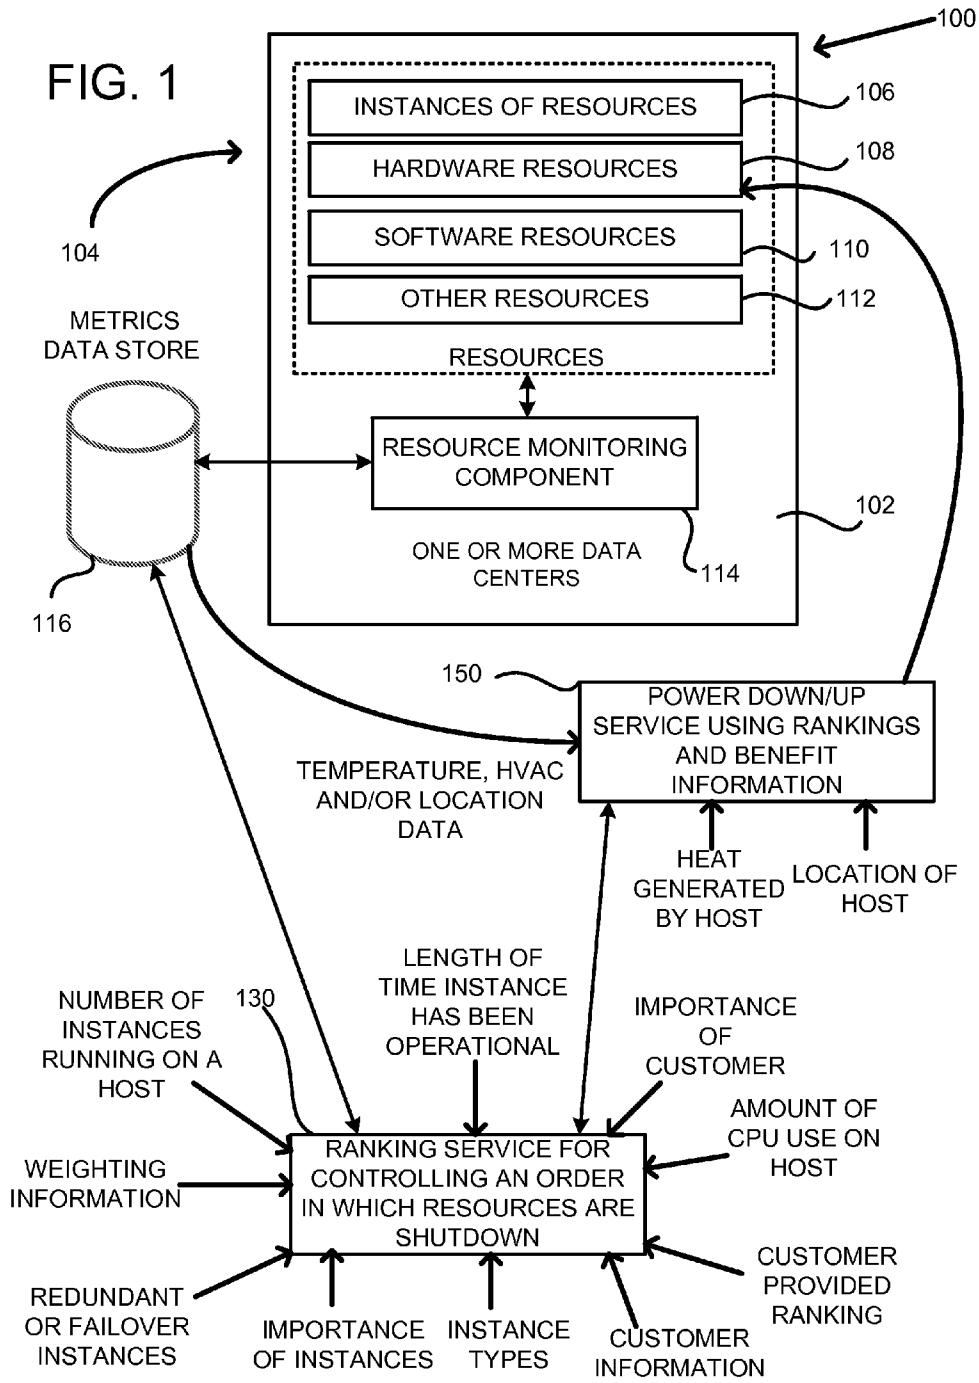 FIG. 1
100
INSTANCES OF RESOURCES
106
HARDWARE RESOURCES
108
SOFTWARE RESOURCES
110
OTHER RESOURCES
112
RESOURCES
104
METRICS
DATA STORE
RESOURCE MONITORING
COMPONENT
102
ONE OR MORE DATA
CENTERS
114
116
150
POWER DOWN/UP
SERVICE USING RANKINGS
AND BENEFIT
INFORMATION
TEMPERATURE, HVAC
AND/OR LOCATION
DATA
HEAT
GENERATED
BY HOST
LOCATION OF
HOST
LENGTH OF
TIME INSTANCE
HAS BEEN
OPERATIONAL
130
NUMBER OF
INSTANCES
RUNNING ON A
HOST
IMPORTANCE
OF
CUSTOMER
AMOUNT OF
CPU USE ON
HOST
WEIGHTING
INFORMATION
RANKING SERVICE FOR
CONTROLLING AN ORDER
IN WHICH RESOURCES ARE
SHUTDOWN
CUSTOMER
PROVIDED
RANKING
REDUNDANT
OR FAILOVER
INSTANCES
IMPORTANCE
OF INSTANCES
INSTANCE
TYPES
CUSTOMER
INFORMATION